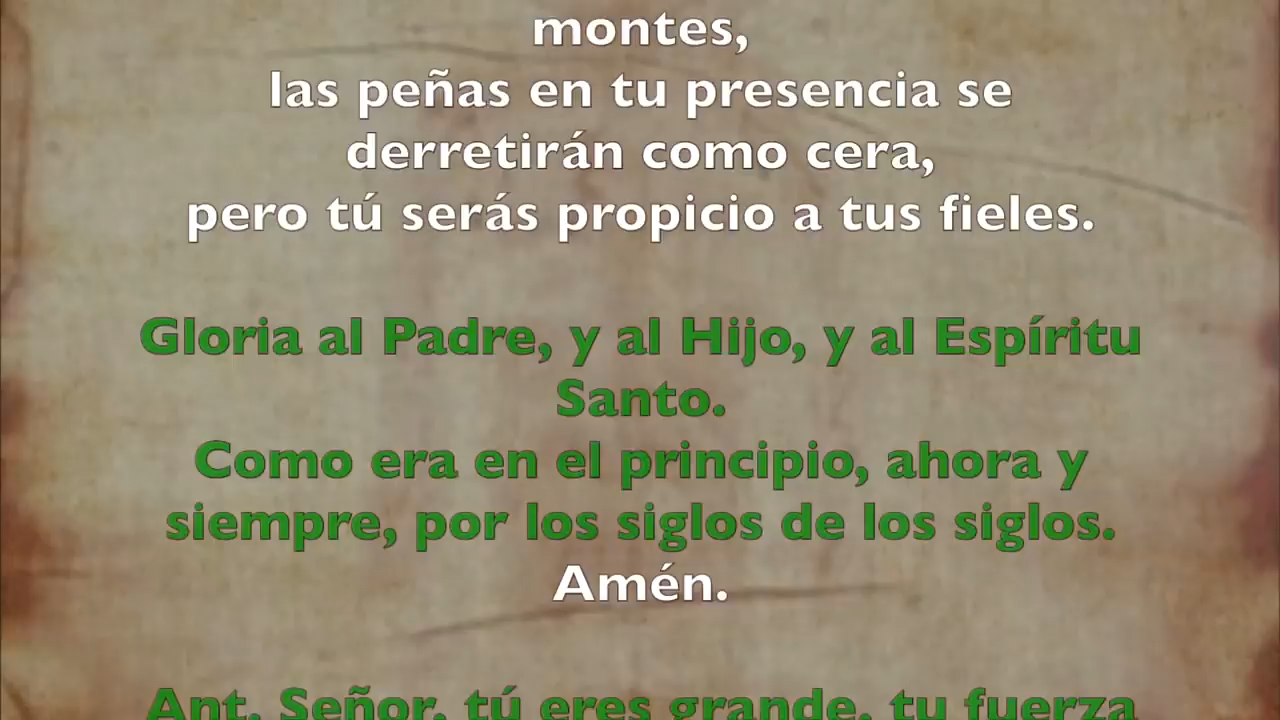 montes,
las peñas en tu presencia se
derretirán como cera,
pero tú serás propicio a tus fieles.
Gloria al Padre, y al Hijo, y al Espíritu
Santo.
Como era en el principio, ahora y
siempre, por los siglos de los siglos.
Amén.
Ant. Señor, tú eres grande, tu fuerza